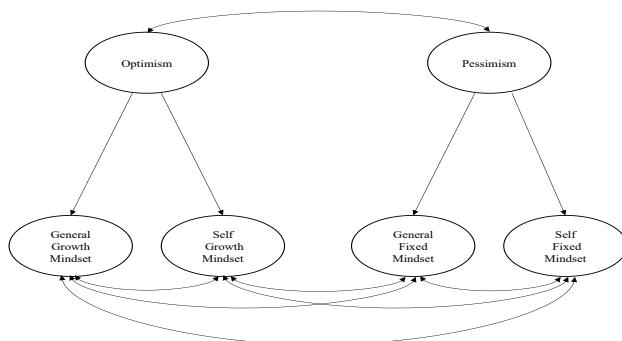 Optimism
Pessimism
General
Growth
Mindset
Self
Growth
Mindset
General
Fixed
Mindset
Self
Fixed
Mindset